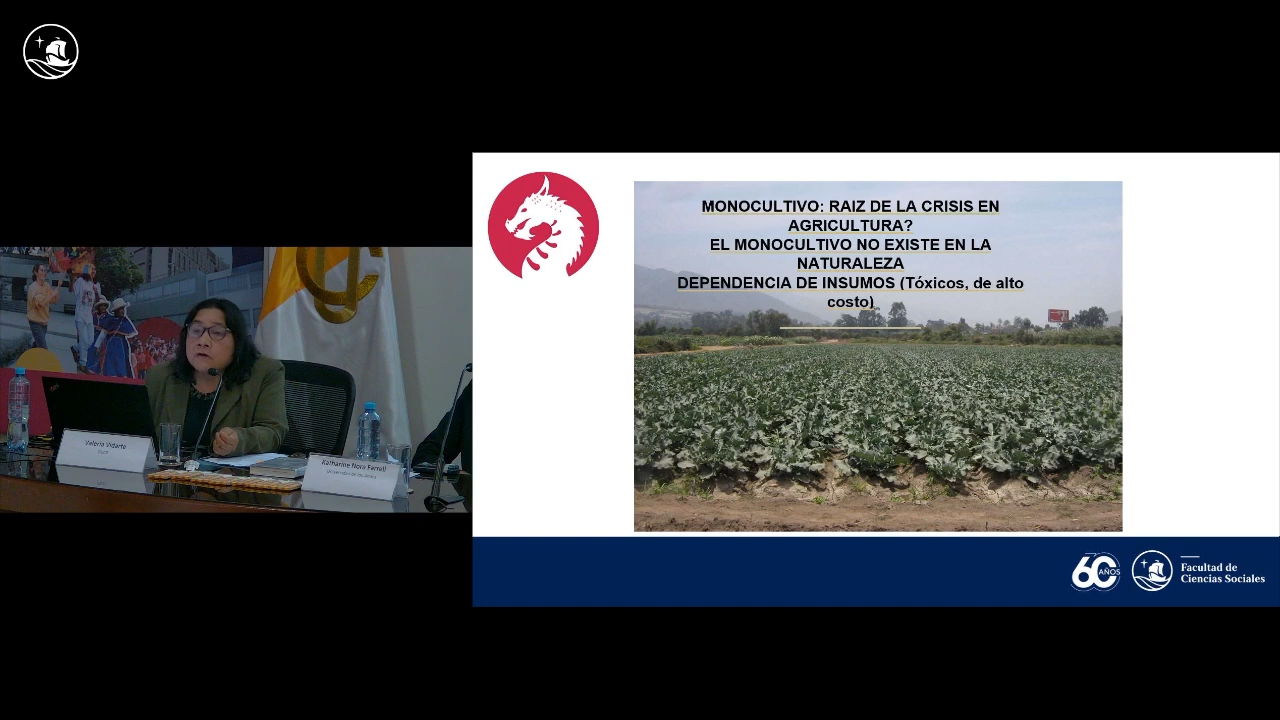 MONOCULTIVO: RAIZ DE LA CRISIS EN
AGRICULTURA?
EL MONOCULTIVO NO EXISTE EN LA
NATURALEZA
DEPENDENCIA DE INSUMOS (Tóxicos, de alto
costo)
Valeria Vidarte
Katharine Nora Farrell
60
AÑOS
Facultad de
Ciencias Sociales